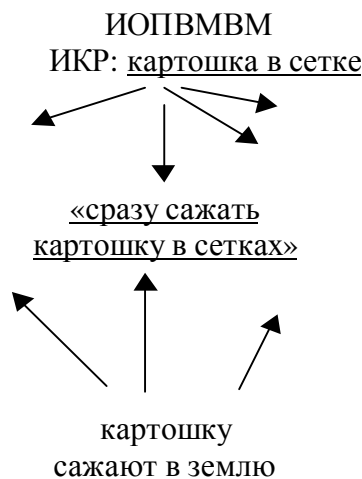 ИОПВМВМ
ИКР: картошка в сетке
«сразу сажать
картошку в сетках»
картошку
сажают в землю